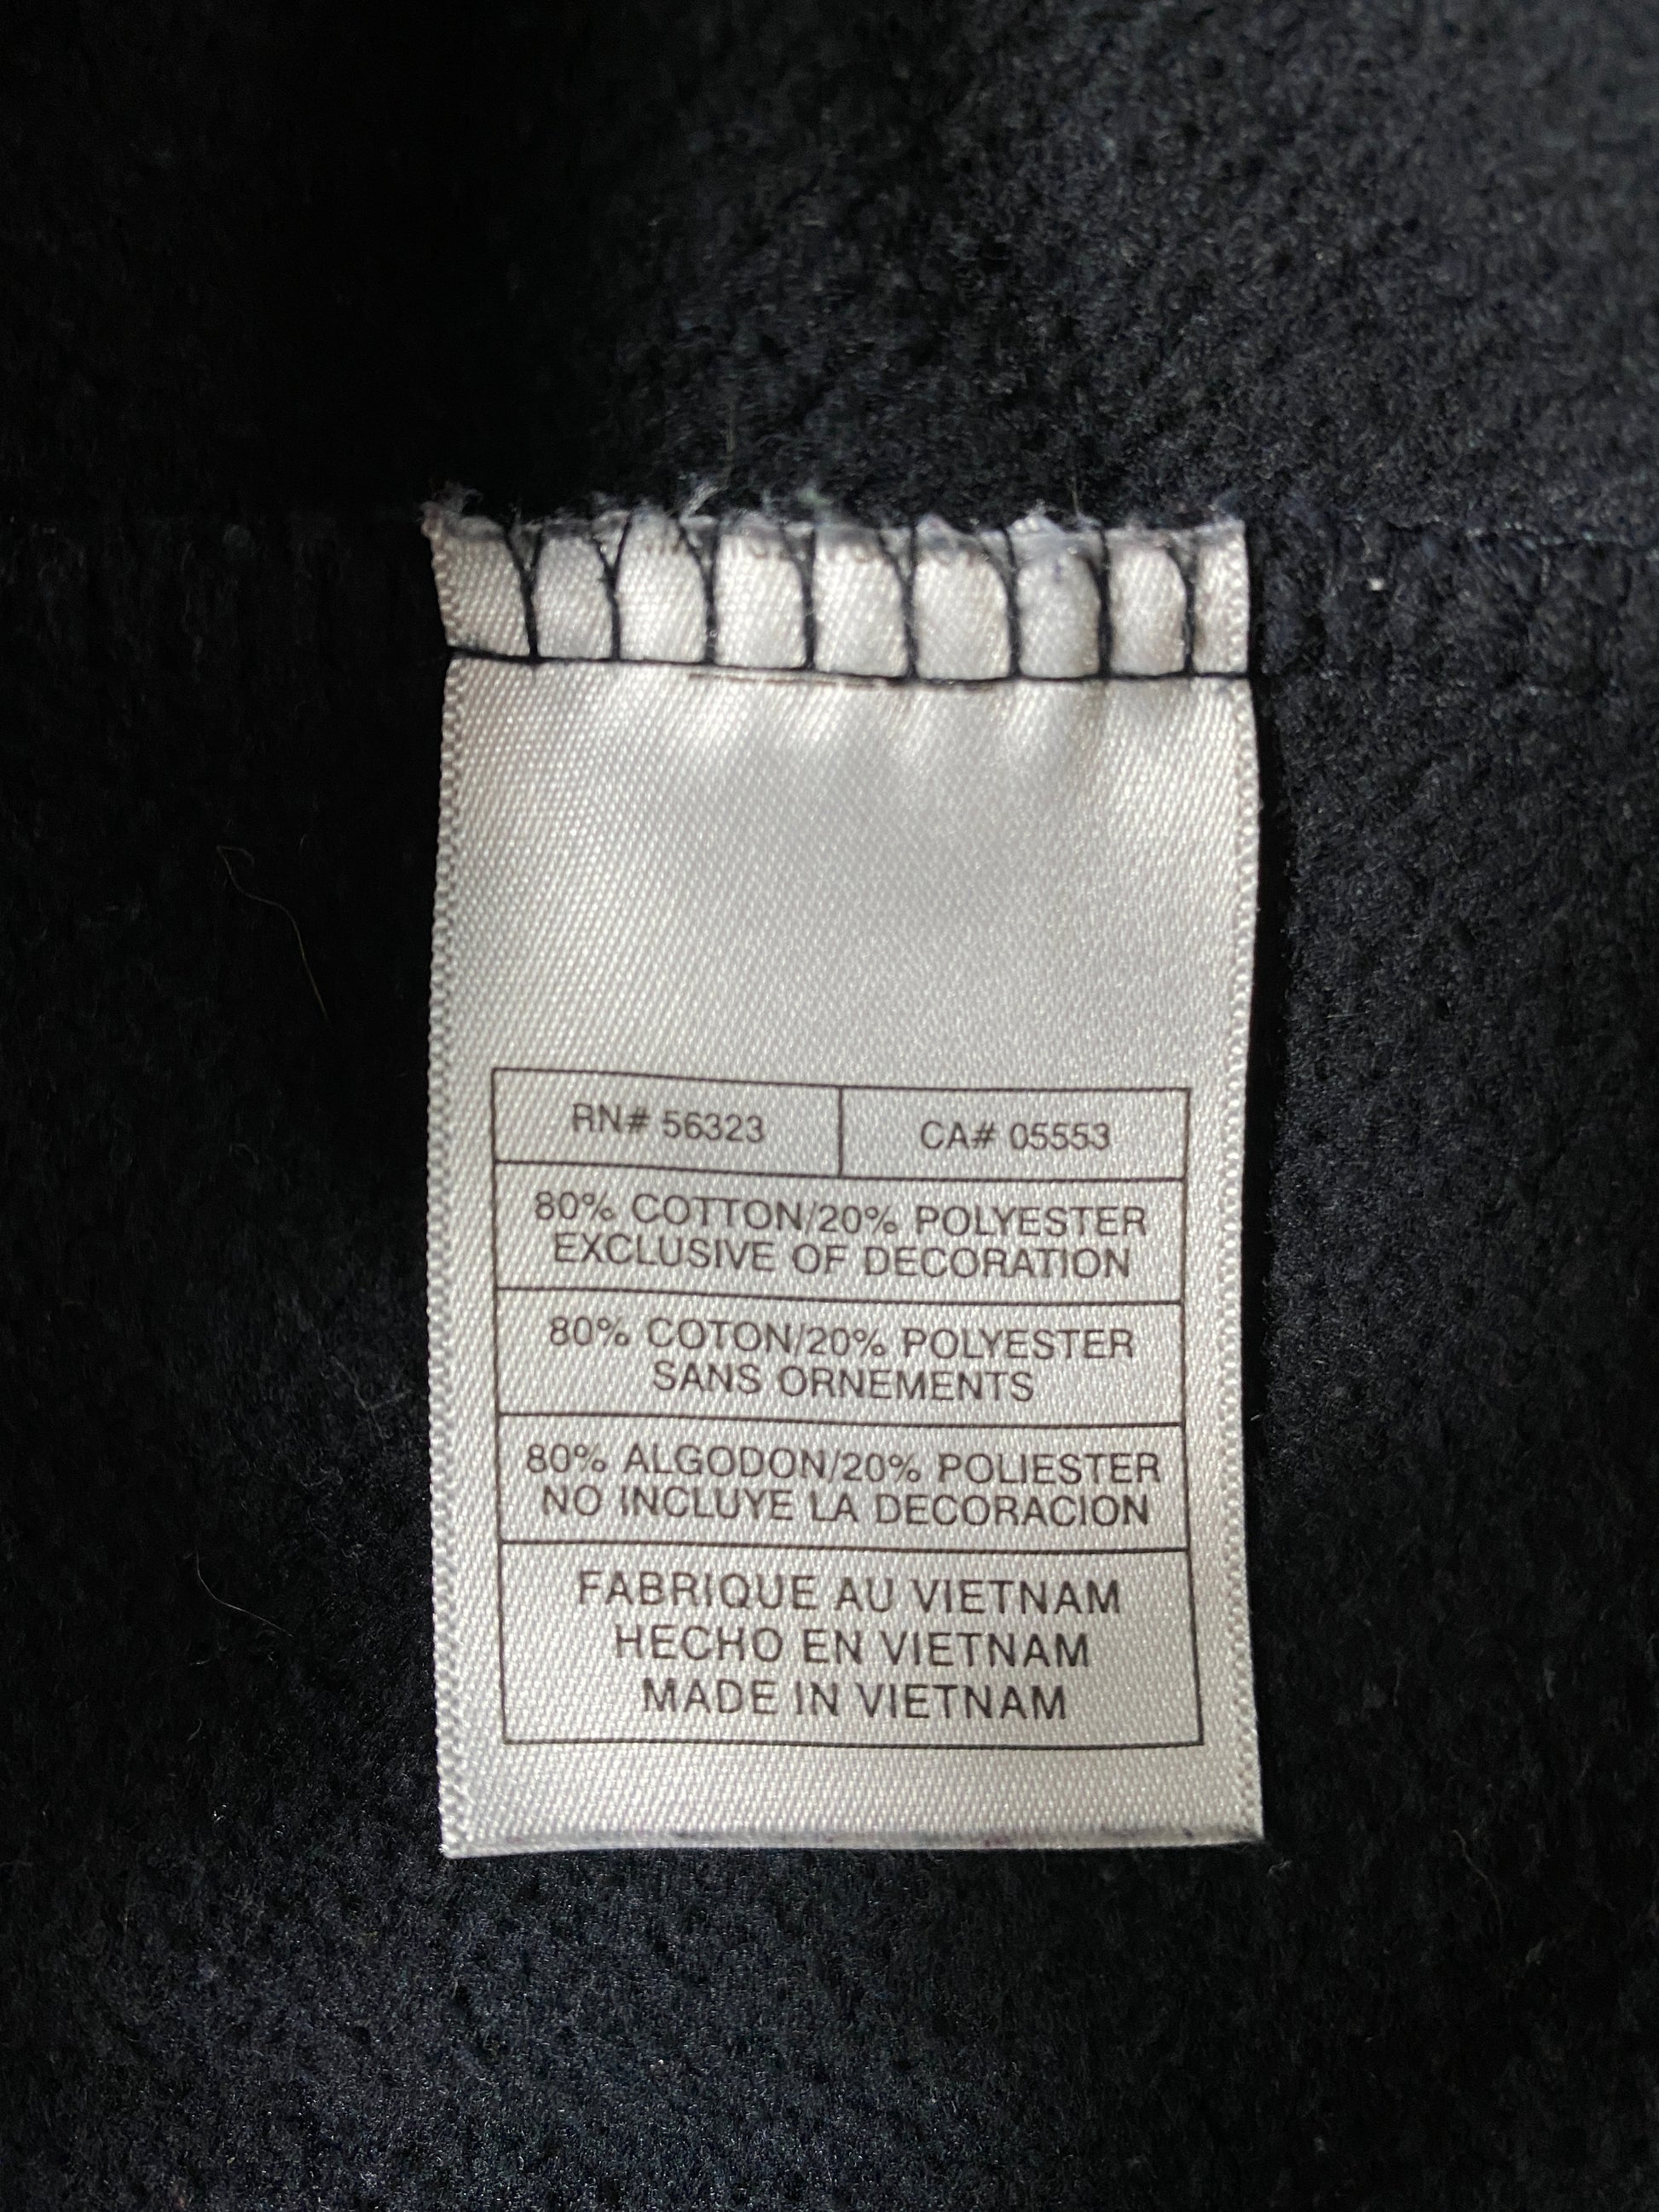 RN# 56323 CA# 05553
80% COTTON/20% POLYESTER
EXCLUSIVE OF DECORATION
80% COTON/20% POLYESTER
SANS ORNEMENTS
80% ALGODON/20% POLIESTER
NO INCLUYE LA DECORACION
FABRIQUE AU VIETNAM
HECHO EN VIETNAM
MADE IN VIETNAM